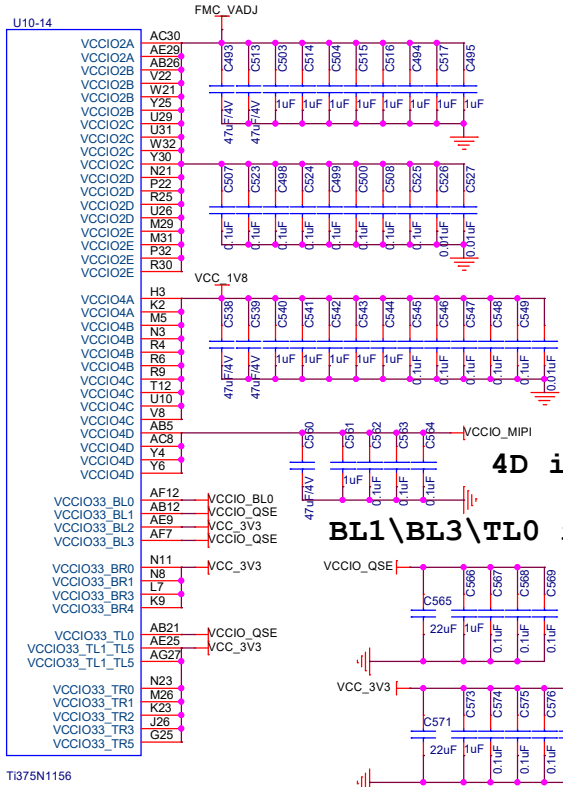 FMC_VADJ
U10-14
VCCIO2A AC30
VCCIO2A AE29
VCCIO2B AB26
VCCIO2B V22
VCCIO2B W21
VCCIO2B Y25
VCCIO2C U29
VCCIO2C U31
VCCIO2C W32
VCCIO2C Y30
VCCIO2D N21
VCCIO2D P22
VCCIO2D R25
VCCIO2D U26
VCCIO2E M29
VCCIO2E M31
VCCIO2E P32
VCCIO2E R30
C493 C513 C503 C514 C504 C515 C516 C494 C517 C495
47uF/4V 47uF/4V 1uF 1uF 1uF 1uF 1uF 1uF 1uF 1uF
C507 C523 C498 C524 C499 C500 C508 C525 C526 C527
0.1uF 0.1uF 0.1uF 0.1uF 0.1uF 0.1uF 0.1uF 0.1uF 0.01uF 0.01uF
VCC_1V8
VCCIO4A H3
VCCIO4A K2
VCCIO4B M5
VCCIO4B N3
VCCIO4B R4
VCCIO4B R6
VCCIO4C R9
VCCIO4C T12
VCCIO4C U10
VCCIO4C V8
VCCIO4D AB5
VCCIO4D AC8
VCCIO4D Y4
VCCIO4D Y6
C538 C539 C540 C541 C542 C543 C544 C545 C546 C547 C548 C549
47uF/4V 47uF/4V 1uF 1uF 1uF 1uF 1uF 0.1uF 0.1uF 0.1uF 0.1uF 0.1uF 0.01uF
C560 C561 C562 C563 C564 VCCIO_MIPI
47uF/4V 1uF 0.1uF 0.1uF 0.1uF
4D i
BL1\BL3\TL0
VCCIO33_BL0 AF12 VCCIO_BL0
VCCIO33_BL1 AB12 VCCIO_QSE
VCCIO33_BL2 AE9 VCC_3V3
VCCIO33_BL3 AF7 VCCIO_QSE
VCCIO33_BR0 N11 VCC_3V3
VCCIO33_BR1 N8
VCCIO33_BR3 L7
VCCIO33_BR4 K9
VCCIO33_TL0 AB21 VCCIO_QSE
VCCIO33_TL1_TL5 AE25 VCC_3V3
VCCIO33_TL1_TL5 AG27
VCCIO33_TR0 N23
VCCIO33_TR1 M26
VCCIO33_TR2 K23
VCCIO33_TR3 J26
VCCIO33_TR5 G25
VCCIO_QSE
C565 C566 C567 C568 C569
22uF 1uF 0.1uF 0.1uF 0.1uF
VCC_3V3
C571 C573 C574 C575 C576
22uF 1uF 0.1uF 0.1uF 0.1uF
Ti375N1156